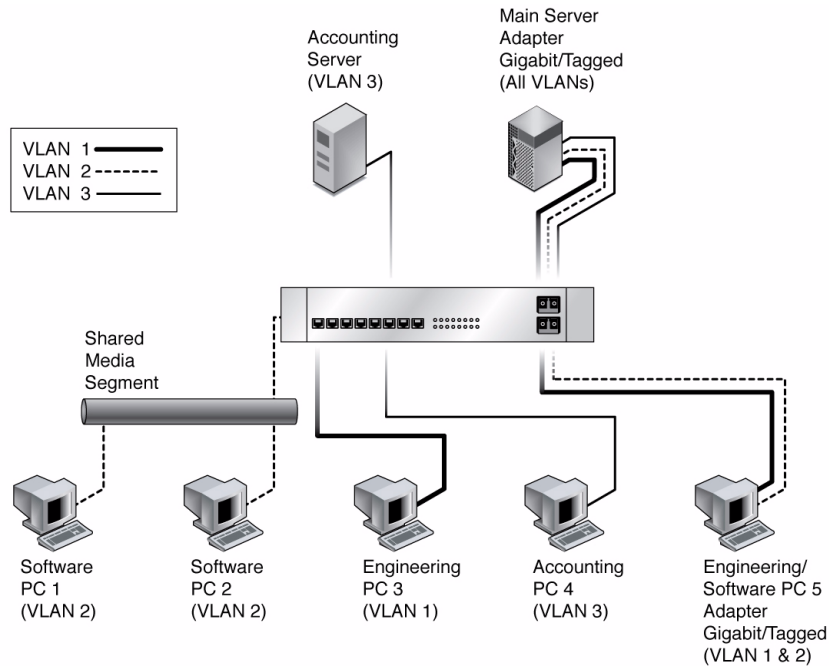 Accounting
Server
(VLAN 3)
Main Server
Adapter
Gigabit/Tagged
(All VLANs)
VLAN 1
VLAN 2
VLAN 3
Shared
Media
Segment
Software
PC 1
(VLAN 2)
Software
PC 2
(VLAN 2)
Engineering
PC 3
(VLAN 1)
Accounting
PC 4
(VLAN 3)
Engineering/
Software PC 5
Adapter
Gigabit/Tagged
(VLAN 1 & 2)